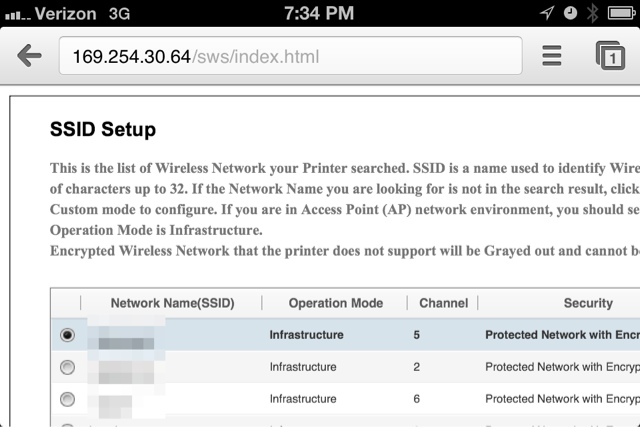 Verizon 3G 7:34 PM
169.254.30.64/sws/index.html 1
SSID Setup
This is the list of Wireless Network your Printer searched. SSID is a name used to identify Wire
of characters up to 32. If the Network Name you are looking for is not in the search result, click
Custom mode to configure. If you are in Access Point (AP) network environment, you should se
Operation Mode is Infrastructure.
Encrypted Wireless Network that the printer does not support will be Grayed out and cannot b
Network Name(SSID) Operation Mode Channel Security
Infrastructure 5 Protected Network with Encr
Infrastructure 2 Protected Network with Encryp
Infrastructure 6 Protected Network with Encryp